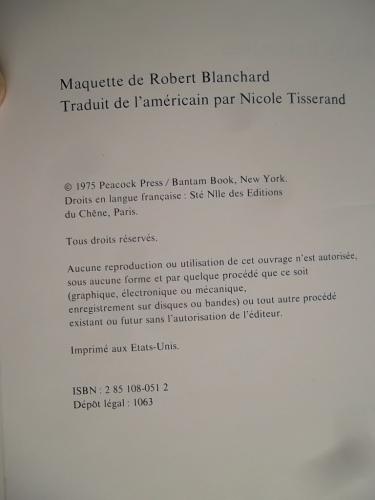 Maquette de Robert Blanchard
Traduit de l'américain par Nicole Tisserand
© 1975 Peacock Press / Bantam Book, New York.
Droits en langue française : Sté Nlle des Editions
du Chêne, Paris.
Tous droits réservés.
Aucune reproduction ou utilisation de cet ouvrage n'est autorisée,
sous aucune forme et par quelque procédé que ce soit
(graphique, électronique ou mécanique,
enregistrement sur disques ou bandes) ou tout autre procédé
existant ou futur sans l'autorisation de l'éditeur.
Imprimé aux Etats-Unis.
ISBN : 2 85 108-051 2
Dépôt légal : 1063